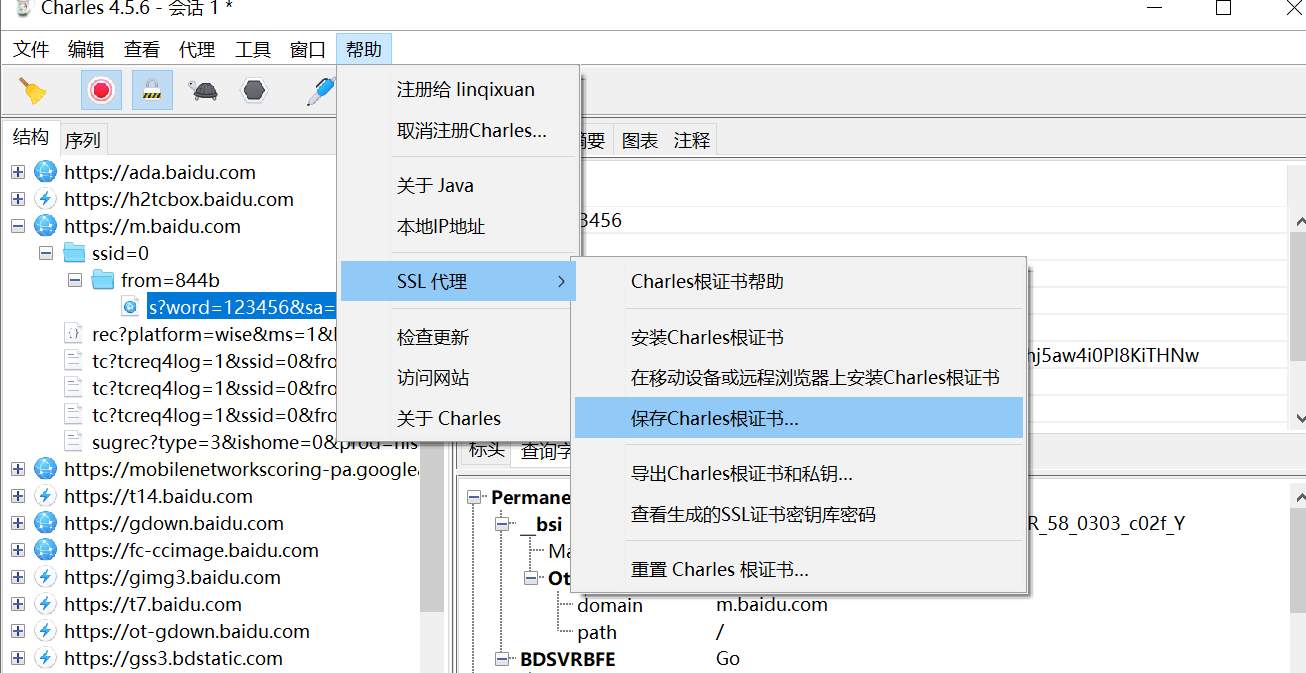 Charles 4.5.6 - 会话 1 *
文件 编辑 查看 代理 工具 窗口 帮助
结构 序列
https://ada.baidu.com
https://h2tcbox.baidu.com
https://m.baidu.com
ssid=0
from=844b
s?word=123456&sa=
rec?platform=wise&ms=1&
tc?tcreq4log=1&ssid=0&fro
tc?tcreq4log=1&ssid=0&fro
tc?tcreq4log=1&ssid=0&fro
sugrec?type=3&ishome=0&prod=
https://mobilenetworkscoring-pa.google
https://t14.baidu.com
https://gdown.baidu.com
https://fc-ccimage.baidu.com
https://gimg3.baidu.com
https://t7.baidu.com
https://ot-gdown.baidu.com
https://gss3.bdstatic.com
注册给 linqixuan
取消注册Charles...
关于 Java
本地IP地址
SSL 代理
检查更新
访问网站
关于 Charles
Charles根证书帮助
安装Charles根证书
在移动设备或远程浏览器上安装Charles根证书
保存Charles根证书...
导出Charles根证书和私钥...
查看生成的SSL证书密钥库密码
重置 Charles 根证书...
摘要 图表 注释
3456
hj5aw4i0Pl8KiTHNw
标头 查询字
Permane
__bsi
R_58_0303_c02f_Y
Ma
Ot
domain m.baidu.com
path /
BDSVRBFE Go